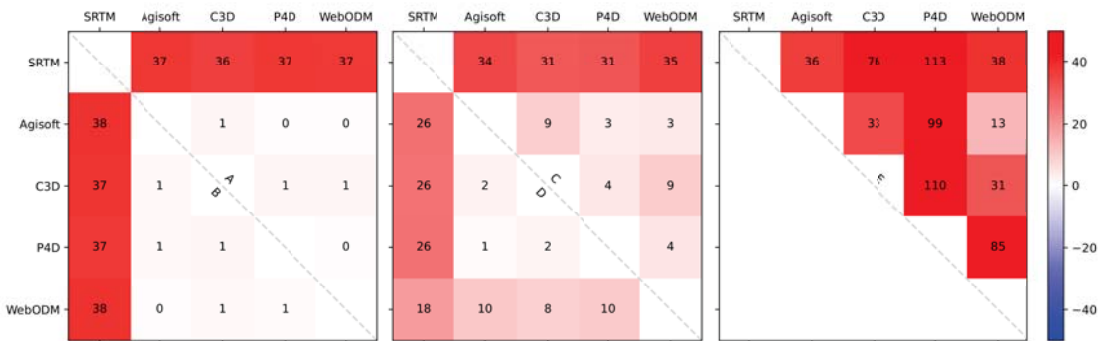 SRTM Agisoft C3D P4D WebODM SRTM Agisoft C3D P4D WebODM SRTM Agisoft C3D P4D WebODM
SRTM 37 36 37 37 34 31 31 35 36 113 38 40
Agisoft 38 1 0 0 26 9 3 3 99 13 20
C3D 37 1 A B 1 1 26 2 C D 4 9 110 31 0
P4D 37 1 1 0 26 1 2 4 85 −20
WebODM 38 0 1 1 18 10 8 10 −40